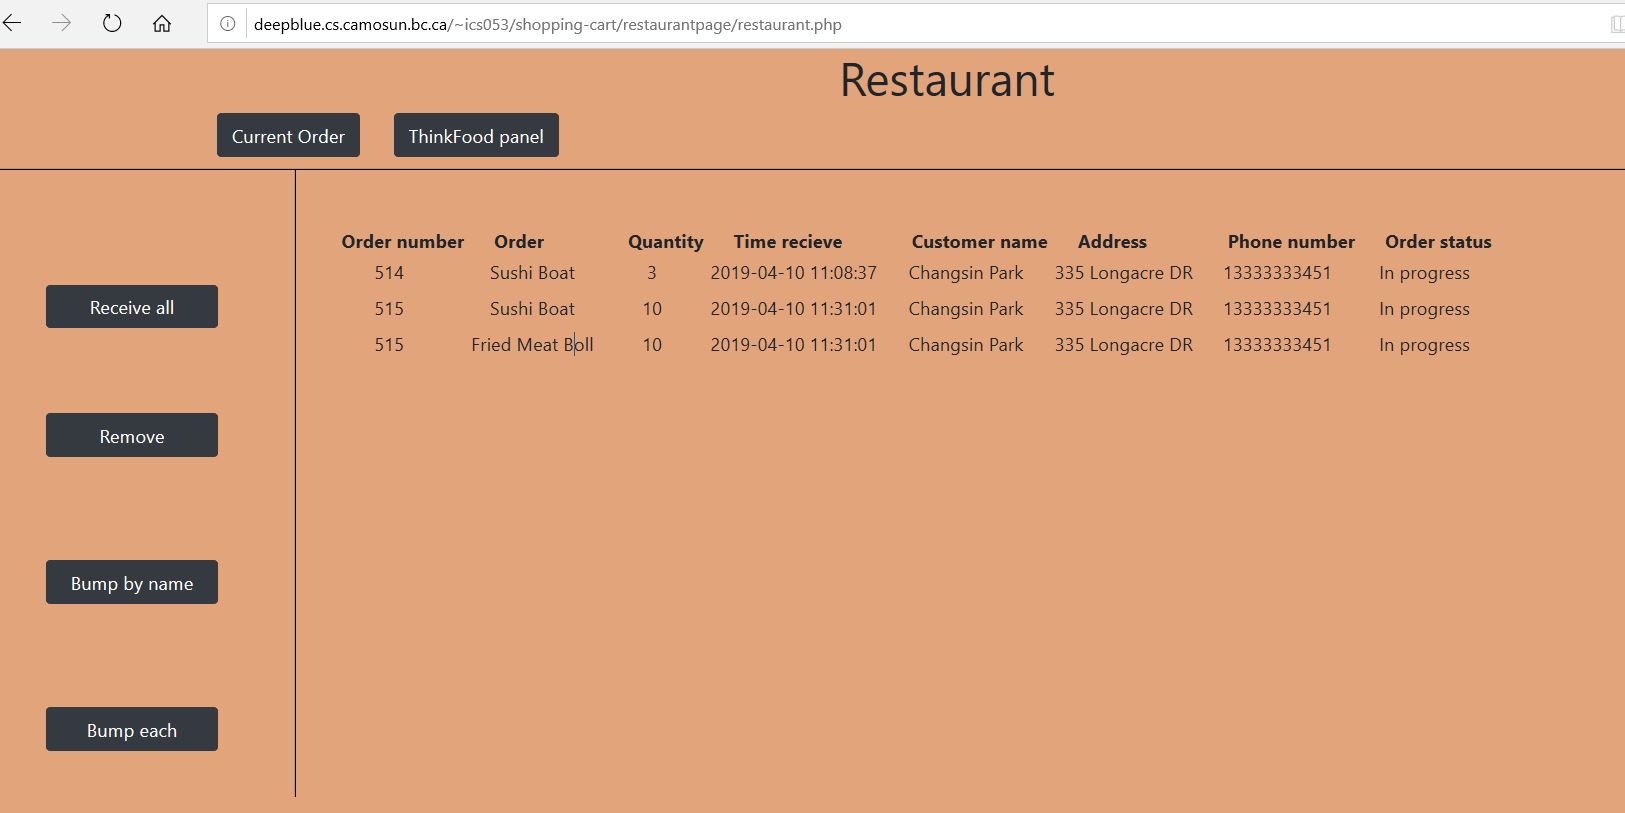 deepblue.cs.camosun.bc.ca/~ics053/shopping-cart/restaurantpage/restaurant.php
Restaurant
Current Order ThinkFood panel
Order number Order Quantity Time recieve Customer name Address Phone number Order status
514 Sushi Boat 3 2019-04-10 11:08:37 Changsin Park 335 Longacre DR 13333333451 In progress
515 Sushi Boat 10 2019-04-10 11:31:01 Changsin Park 335 Longacre DR 13333333451 In progress
515 Fried Meat Boll 10 2019-04-10 11:31:01 Changsin Park 335 Longacre DR 13333333451 In progress
Receive all
Remove
Bump by name
Bump each